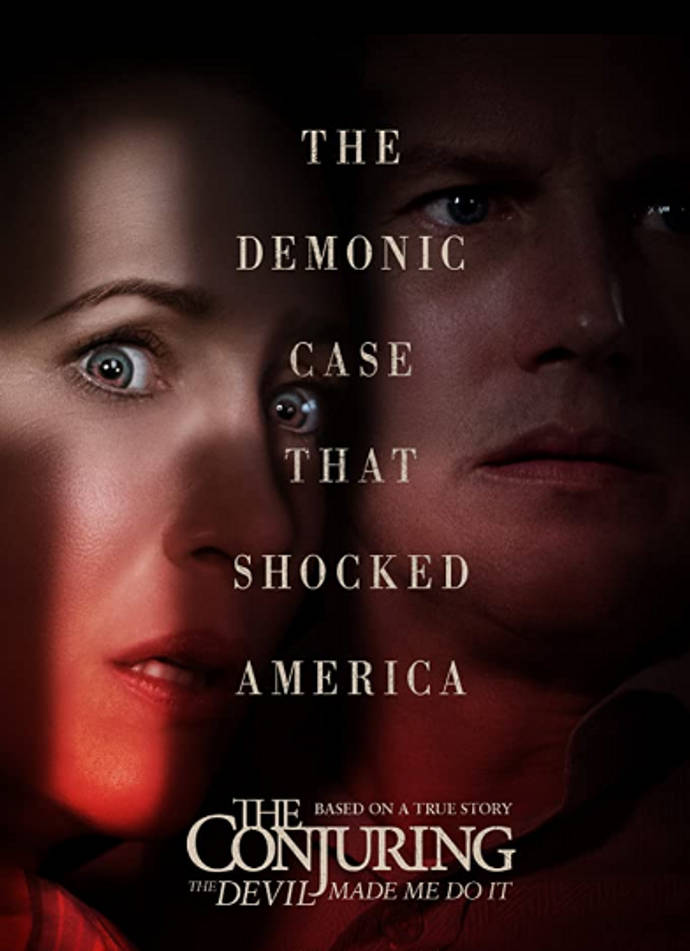 THE
DEMONIC
CASE
THAT
SHOCKED
AMERICA
BASED ON A TRUE STORY
THE
CONJURING
THE DEVIL MADE ME DO IT